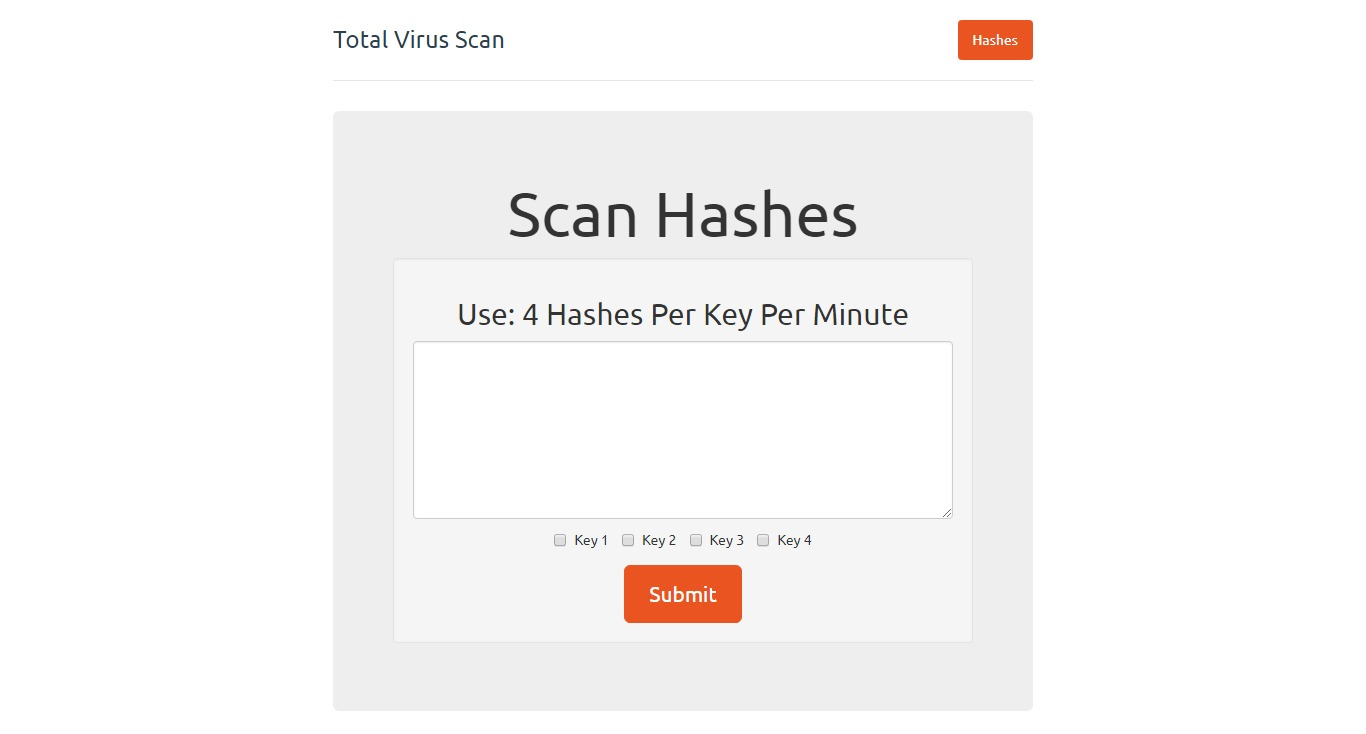 Total Virus Scan
Hashes
Scan Hashes
Use: 4 Hashes Per Key Per Minute
Key 1 Key 2 Key 3 Key 4
Submit